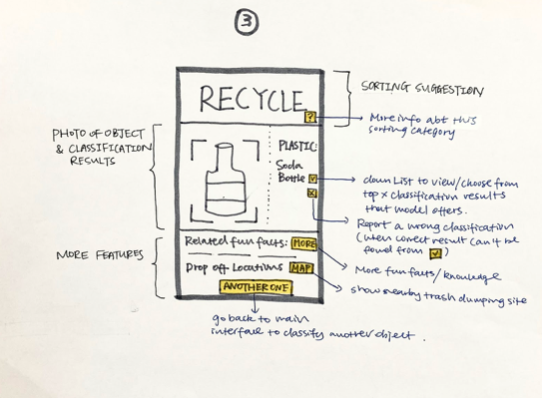 3
RECYCLE
?
SORTING SUGGESTION
More info abt this
sorting category
PHOTO OF OBJECT
& CLASSIFICATION
RESULTS
PLASTIC:
Soda
Bottle
down List to view/choose from
top x classification results
that model offers.
Report a wrong classification
(when correct result can't be
found from )
MORE FEATURES
Related fun facts: MORE
More fun facts/knowledge
Drop off Locations MAP
show nearby trash dumping site
ANOTHER ONE
go back to main
interface to classify another object.